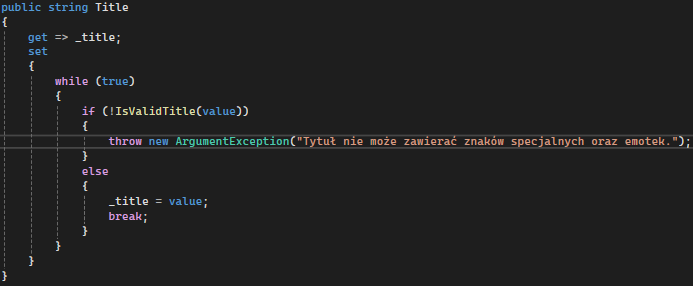 public string Title
{
get => _title;
set
{
while (true)
{
if (!IsValidTitle(value))
{
throw new ArgumentException("Tytuł nie może zawierać znaków specjalnych oraz emotek.");
}
else
{
_title = value;
break;
}
}
}
}